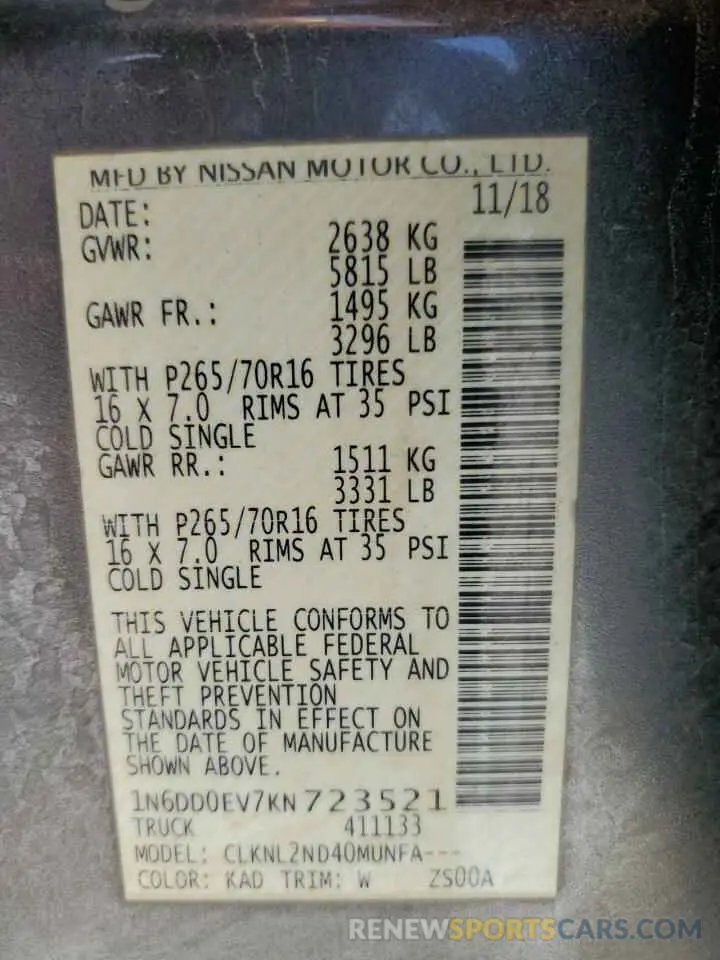 MFD BY NISSAN MOTOR CO., LTD.
DATE: 11/18
GVWR: 2638 KG
5815 LB
GAWR FR.: 1495 KG
3296 LB
WITH P265/70R16 TIRES
16 X 7.0 RIMS AT 35 PSI
COLD SINGLE
GAWR RR.: 1511 KG
3331 LB
WITH P265/70R16 TIRES
16 X 7.0 RIMS AT 35 PSI
COLD SINGLE
THIS VEHICLE CONFORMS TO
ALL APPLICABLE FEDERAL
MOTOR VEHICLE SAFETY AND
THEFT PREVENTION
STANDARDS IN EFFECT ON
THE DATE OF MANUFACTURE
SHOWN ABOVE.
1N6DD0EV7KN723521
TRUCK 411133
MODEL: CLKNL2ND40MUNFA---
COLOR: KAD TRIM: W ZS00A
RENEWSPORTSCARS.COM